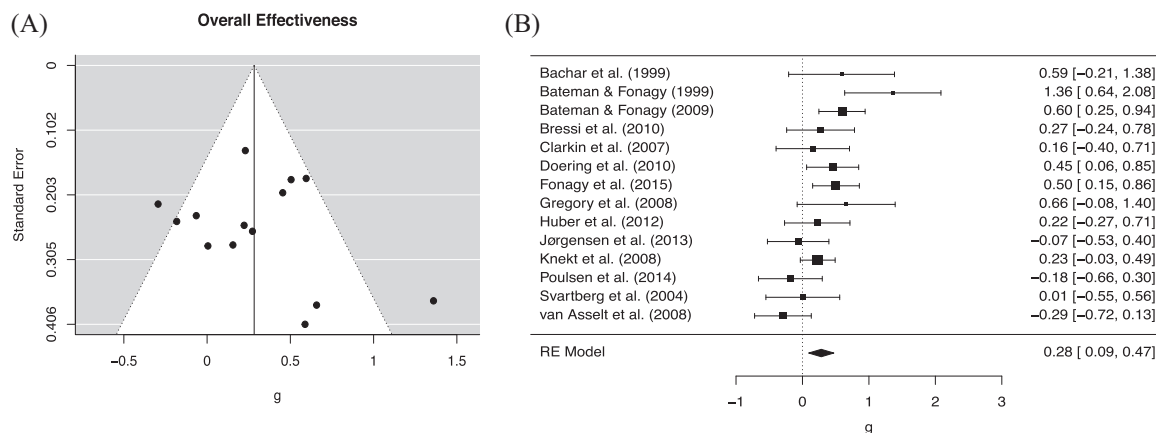 (A)
Overall Effectiveness
Standard Error
0
0.102
0.203
0.305
0.406
−0.5 0 0.5 1 1.5
g
(B)
Bachar et al. (1999) 0.59 [−0.21, 1.38]
Bateman & Fonagy (1999) 1.36 [ 0.64, 2.08]
Bateman & Fonagy (2009) 0.60 [ 0.25, 0.94]
Bressi et al. (2010) 0.27 [−0.24, 0.78]
Clarkin et al. (2007) 0.16 [−0.40, 0.71]
Doering et al. (2010) 0.45 [ 0.06, 0.85]
Fonagy et al. (2015) 0.50 [ 0.15, 0.86]
Gregory et al. (2008) 0.66 [−0.08, 1.40]
Huber et al. (2012) 0.22 [−0.27, 0.71]
Jørgensen et al. (2013) −0.07 [−0.53, 0.40]
Knekt et al. (2008) 0.23 [−0.03, 0.49]
Poulsen et al. (2014) −0.18 [−0.66, 0.30]
Svartberg et al. (2004) 0.01 [−0.55, 0.56]
van Asselt et al. (2008) −0.29 [−0.72, 0.13]
RE Model 0.28 [ 0.09, 0.47]
−1 0 1 2 3
g